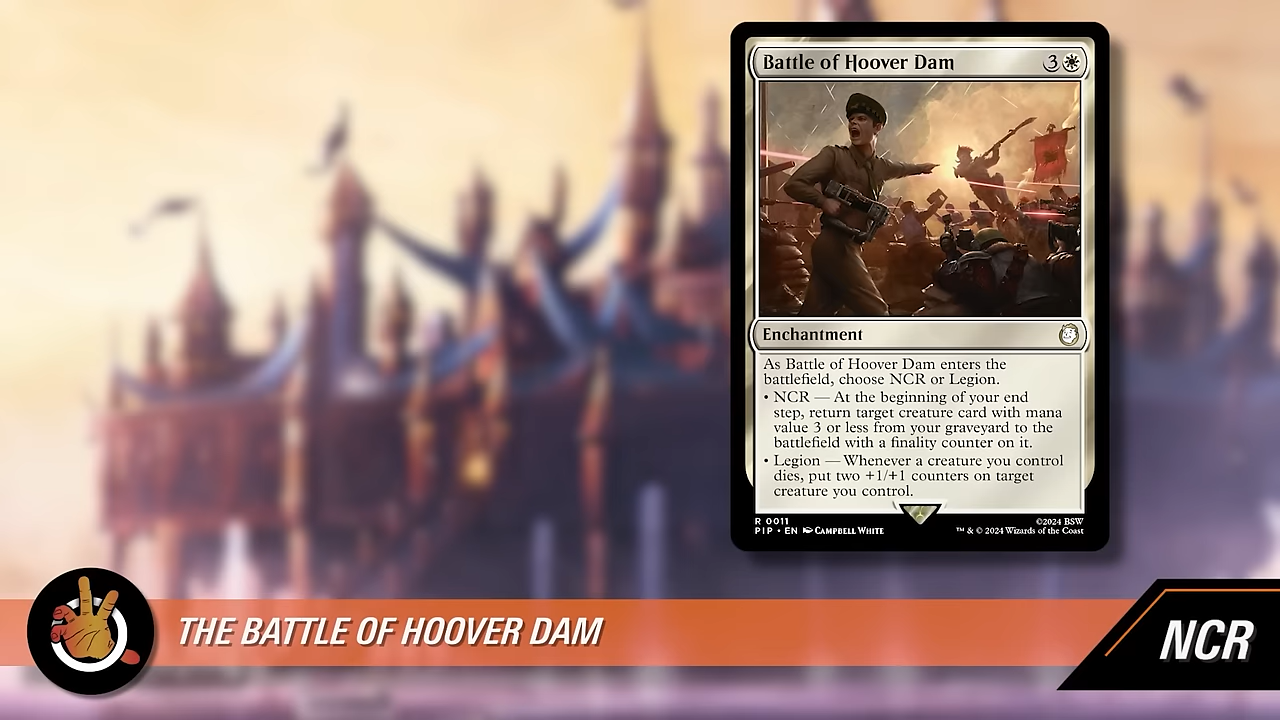 Battle of Hoover Dam 3
Enchantment
As Battle of Hoover Dam enters the
battlefield, choose NCR or Legion.
• NCR — At the beginning of your end
step, return target creature card with mana
value 3 or less from your graveyard to the
battlefield with a finality counter on it.
• Legion — Whenever a creature you control
dies, put two +1/+1 counters on target
creature you control.
R 0011
PIP • EN CAMPBELL WHITE
©2024 BSW
™ & © 2024 Wizards of the Coast
THE BATTLE OF HOOVER DAM
NCR